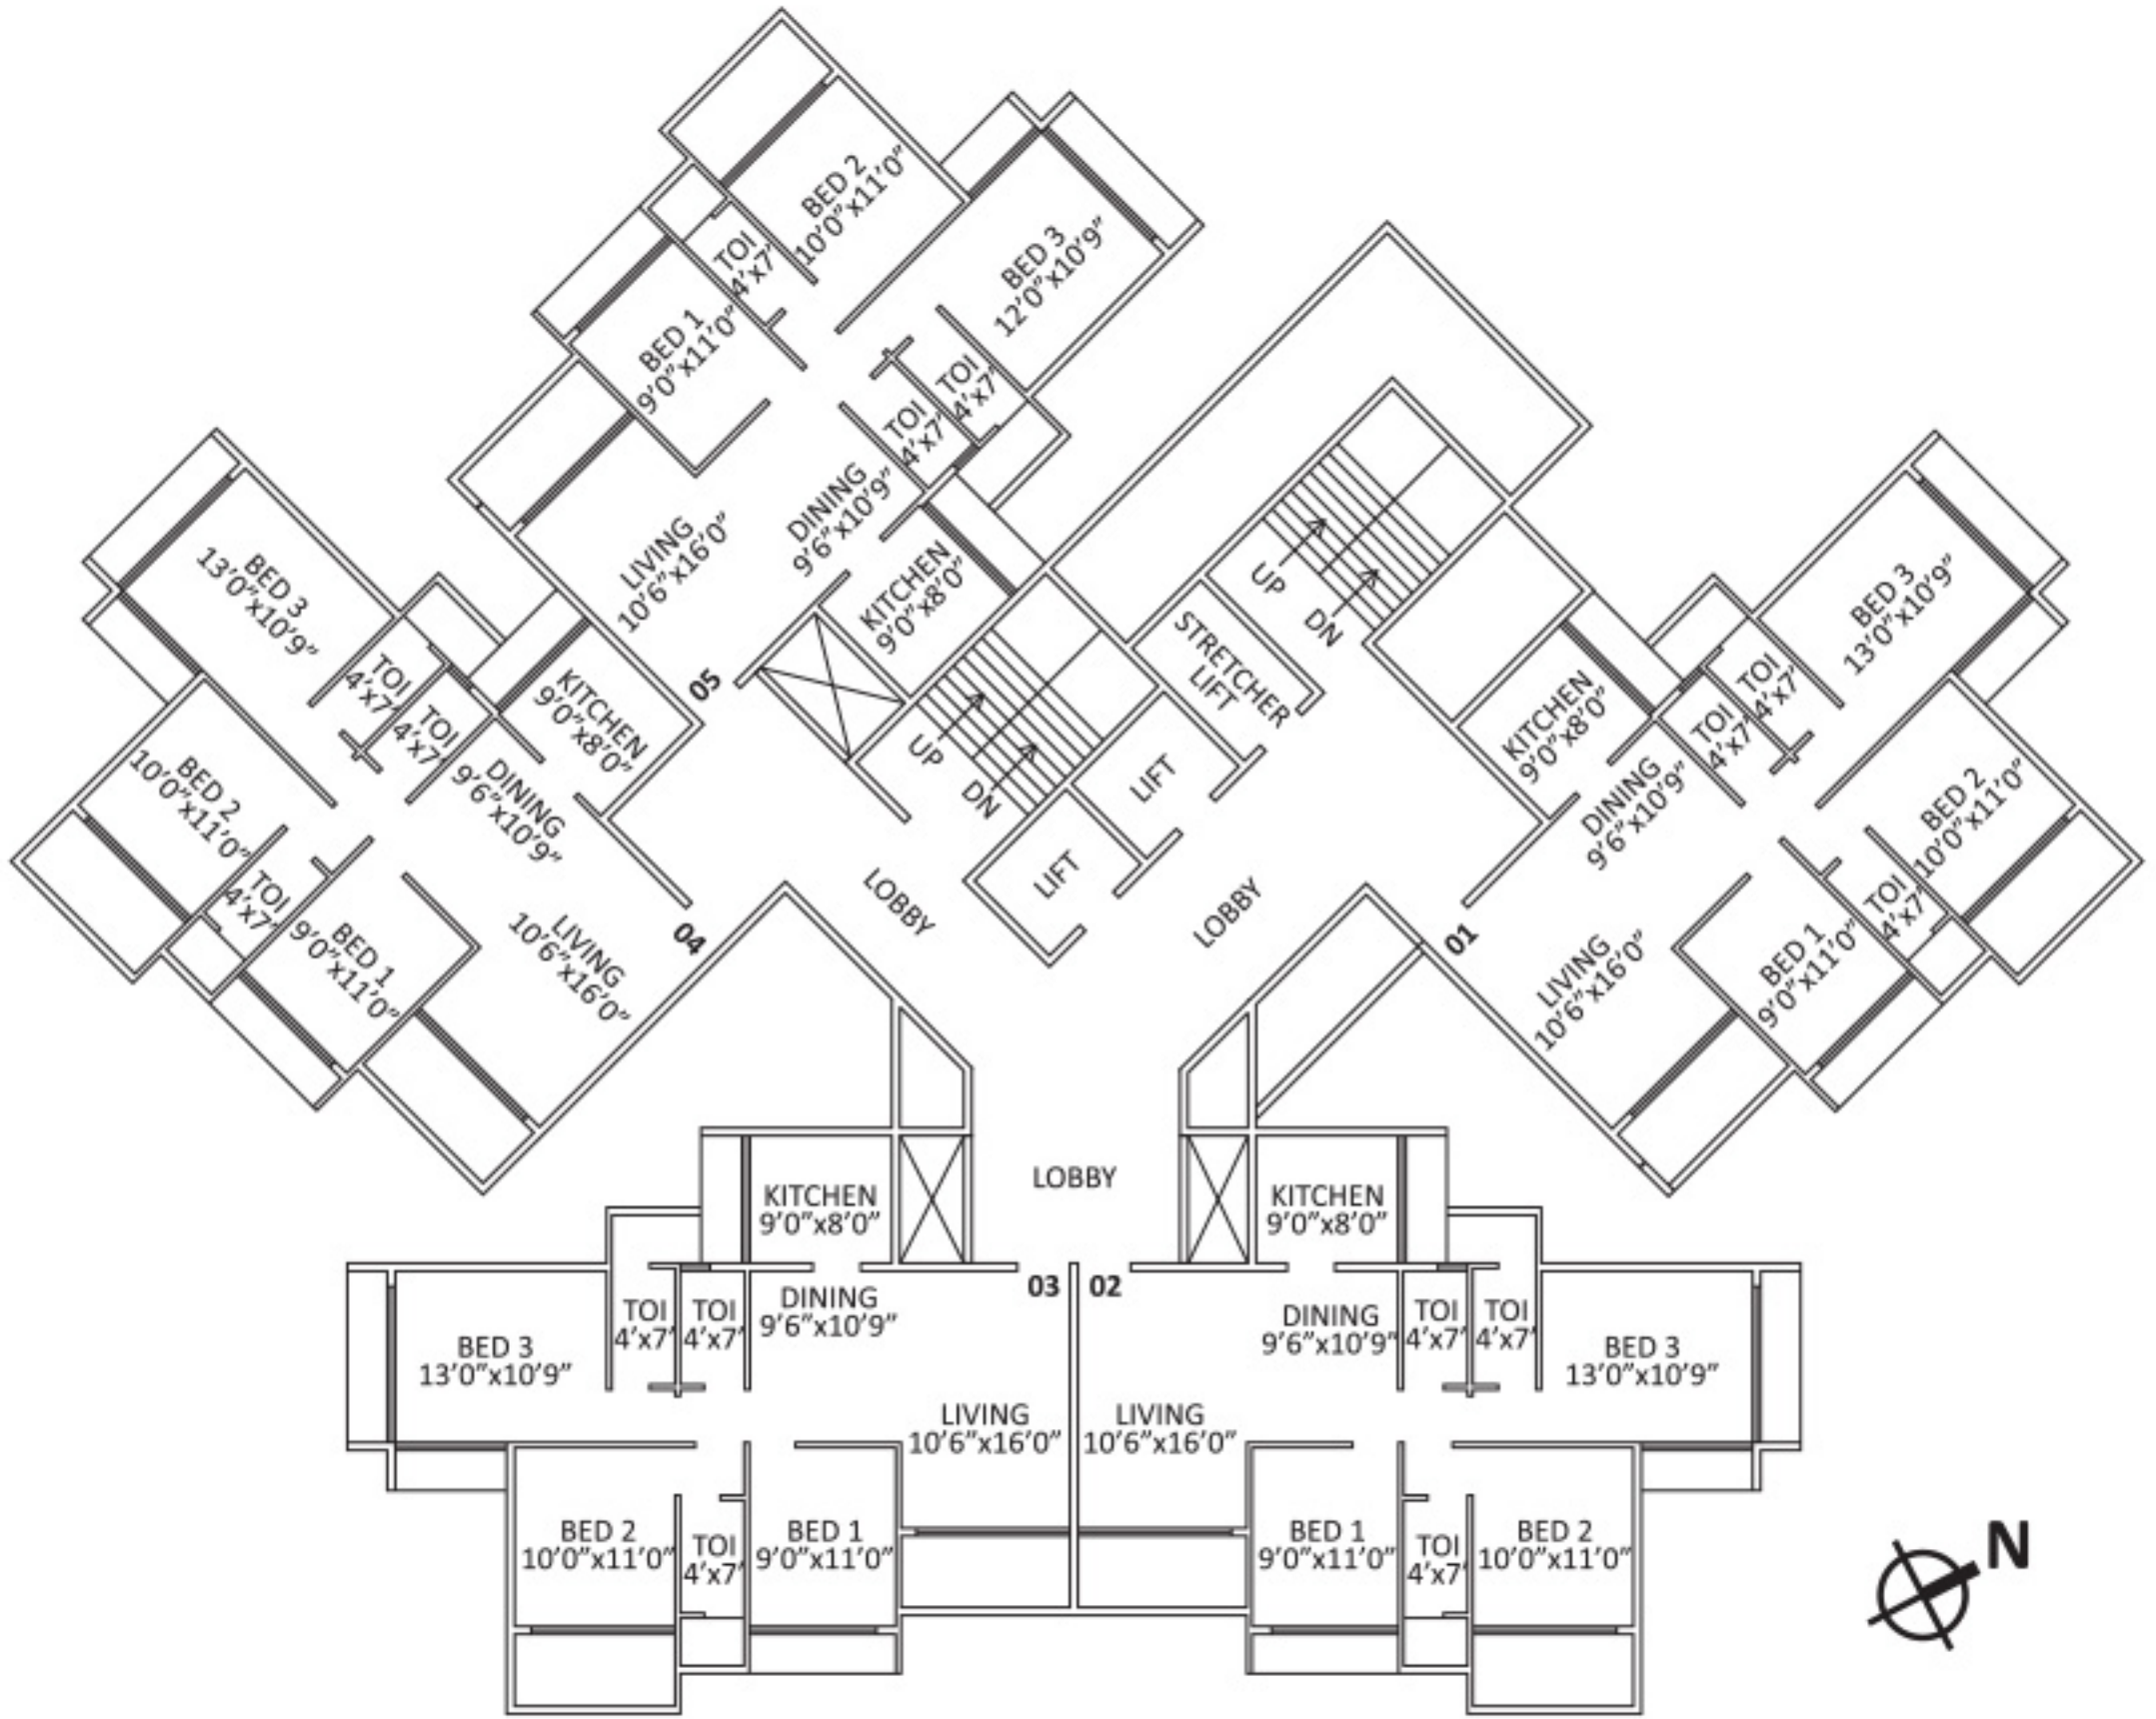 BED 2
10'0"x11'0"
BED 3
12'0"x10'9"
TOI
4'x7'
BED 1
9'0"x11'0"
TOI
4'x7'
TOI
4'x7'
DINING
9'6"x10'9"
LIVING
10'6"x16'0"
KITCHEN
9'0"x8'0"
05
BED 3
13'0"x10'9"
TOI
4'x7'
TOI
4'x7'
KITCHEN
9'0"x8'0"
BED 2
10'0"x11'0"
DINING
9'6"x10'9"
TOI
4'x7'
BED 1
9'0"x11'0"
LIVING
10'6"x16'0"
04
UP
DN
UP
DN
STRETCHER
LIFT
LIFT
LIFT
LOBBY
LOBBY
BED 3
13'0"x10'9"
TOI
4'x7'
TOI
4'x7'
KITCHEN
9'0"x8'0"
DINING
9'6"x10'9"
BED 2
10'0"x11'0"
TOI
4'x7'
BED 1
9'0"x11'0"
LIVING
10'6"x16'0"
01
LOBBY
KITCHEN
9'0"x8'0"
KITCHEN
9'0"x8'0"
03
02
BED 3
13'0"x10'9"
TOI
4'x7'
TOI
4'x7'
DINING
9'6"x10'9"
DINING
9'6"x10'9"
TOI
4'x7'
TOI
4'x7'
BED 3
13'0"x10'9"
LIVING
10'6"x16'0"
LIVING
10'6"x16'0"
BED 2
10'0"x11'0"
TOI
4'x7'
BED 1
9'0"x11'0"
BED 1
9'0"x11'0"
TOI
4'x7'
BED 2
10'0"x11'0"
N